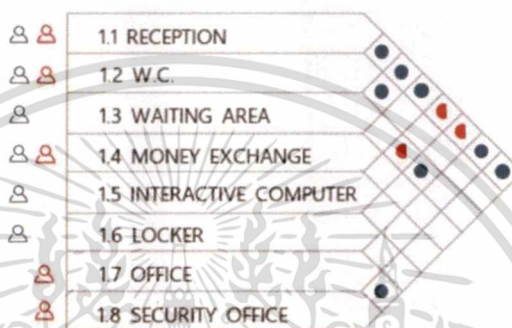 1.1 RECEPTION
1.2 W.C.
1.3 WAITING AREA
1.4 MONEY EXCHANGE
1.5 INTERACTIVE COMPUTER
1.6 LOCKER
1.7 OFFICE
1.8 SECURITY OFFICE